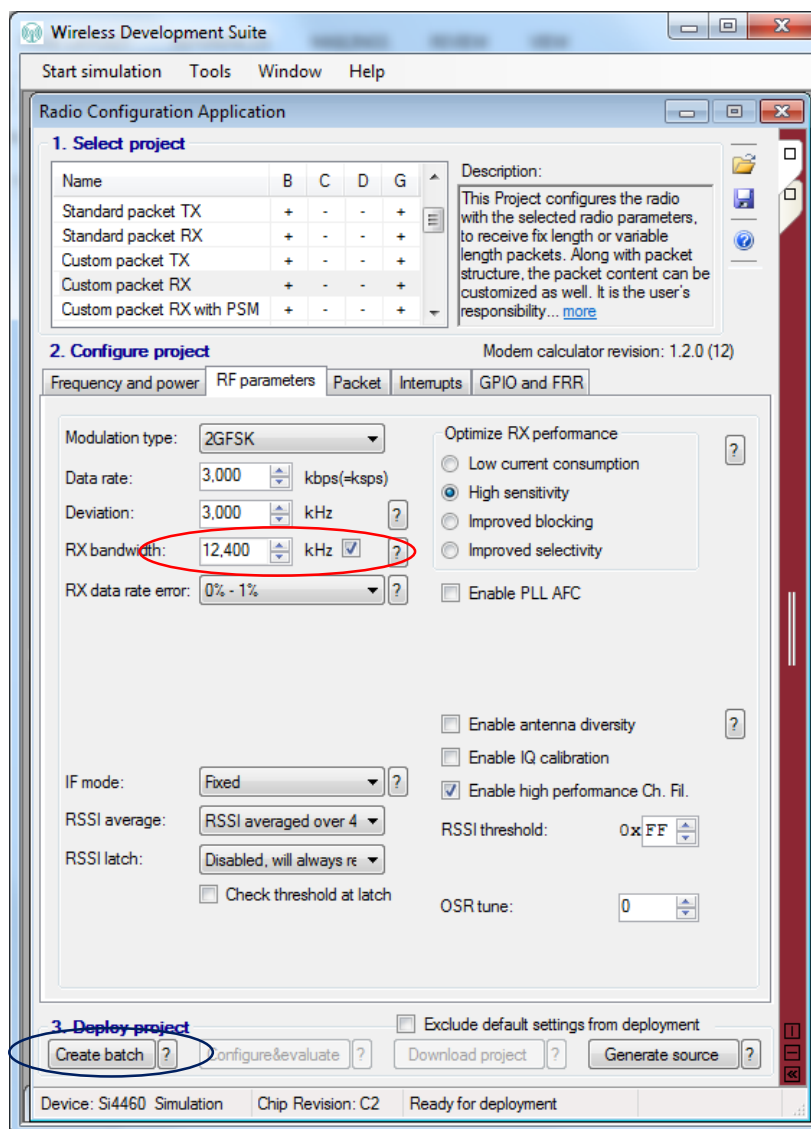 Wireless Development Suite
Start simulation Tools Window Help
Radio Configuration Application
1. Select project
Name B C D G
Standard packet TX + - - +
Standard packet RX + - - +
Custom packet TX + - - +
Custom packet RX + - - +
Custom packet RX with PSM + - - +
Description:
This Project configures the radio
with the selected radio parameters,
to receive fix length or variable
length packets. Along with packet
structure, the packet content can be
customized as well. It is the user's
responsibility... more
2. Configure project Modem calculator revision: 1.2.0 (12)
Frequency and power RF parameters Packet Interrupts GPIO and FRR
Modulation type: 2GFSK
Data rate: 3,000 kbps(=ksps)
Deviation: 3,000 kHz ?
RX bandwidth: 12,400 kHz ?
RX data rate error: 0% - 1% ?
Optimize RX performance ?
Low current consumption
High sensitivity
Improved blocking
Improved selectivity
Enable PLL AFC
Enable antenna diversity ?
Enable IQ calibration
Enable high performance Ch. Fil.
IF mode: Fixed ?
RSSI average: RSSI averaged over 4
RSSI latch: Disabled, will always re
Check threshold at latch
RSSI threshold: 0x FF
OSR tune: 0
3. Deploy project Exclude default settings from deployment
Create batch ? Configure&evaluate ? Download project ? Generate source ?
Device: Si4460 Simulation Chip Revision: C2 Ready for deployment